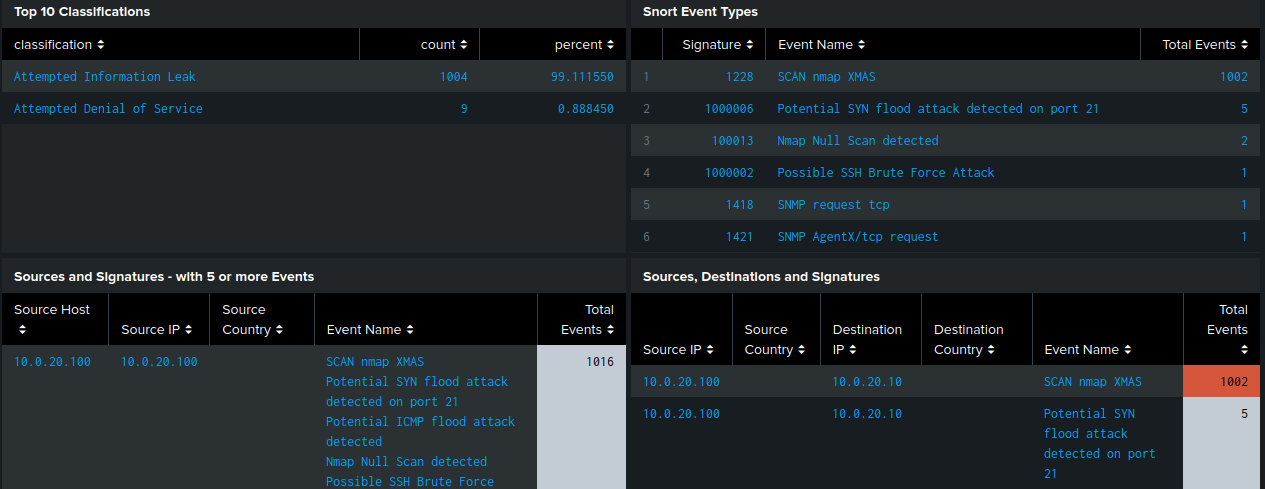 Top 10 Classifications
classification count percent
Attempted Information Leak 1004 99.111550
Attempted Denial of Service 9 0.888450
Snort Event Types
Signature Event Name Total Events
1 1228 SCAN nmap XMAS 1002
2 1000006 Potential SYN flood attack detected on port 21 5
3 100013 Nmap Null Scan detected 2
4 1000002 Possible SSH Brute Force Attack 1
5 1418 SNMP request tcp 1
6 1421 SNMP AgentX/tcp request 1
Sources and Signatures - with 5 or more Events
Source Host Source IP Source Country Event Name Total Events
10.0.20.100 10.0.20.100 SCAN nmap XMAS 1016
Potential SYN flood attack
detected on port 21
Potential ICMP flood attack
detected
Nmap Null Scan detected
Possible SSH Brute Force
Sources, Destinations and Signatures
Source IP Source Country Destination IP Destination Country Event Name Total Events
10.0.20.100 10.0.20.10 SCAN nmap XMAS 1002
10.0.20.100 10.0.20.10 Potential SYN 5
flood attack
detected on port
21